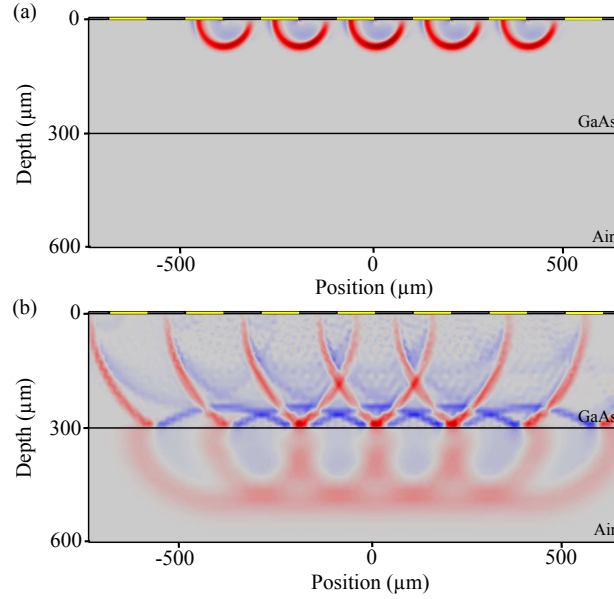 (a)
0
300
600
Depth (µm)
GaAs
Air
-500
0
500
Position (µm)
(b)
0
300
600
Depth (µm)
GaAs
Air
-500
0
500
Position (µm)